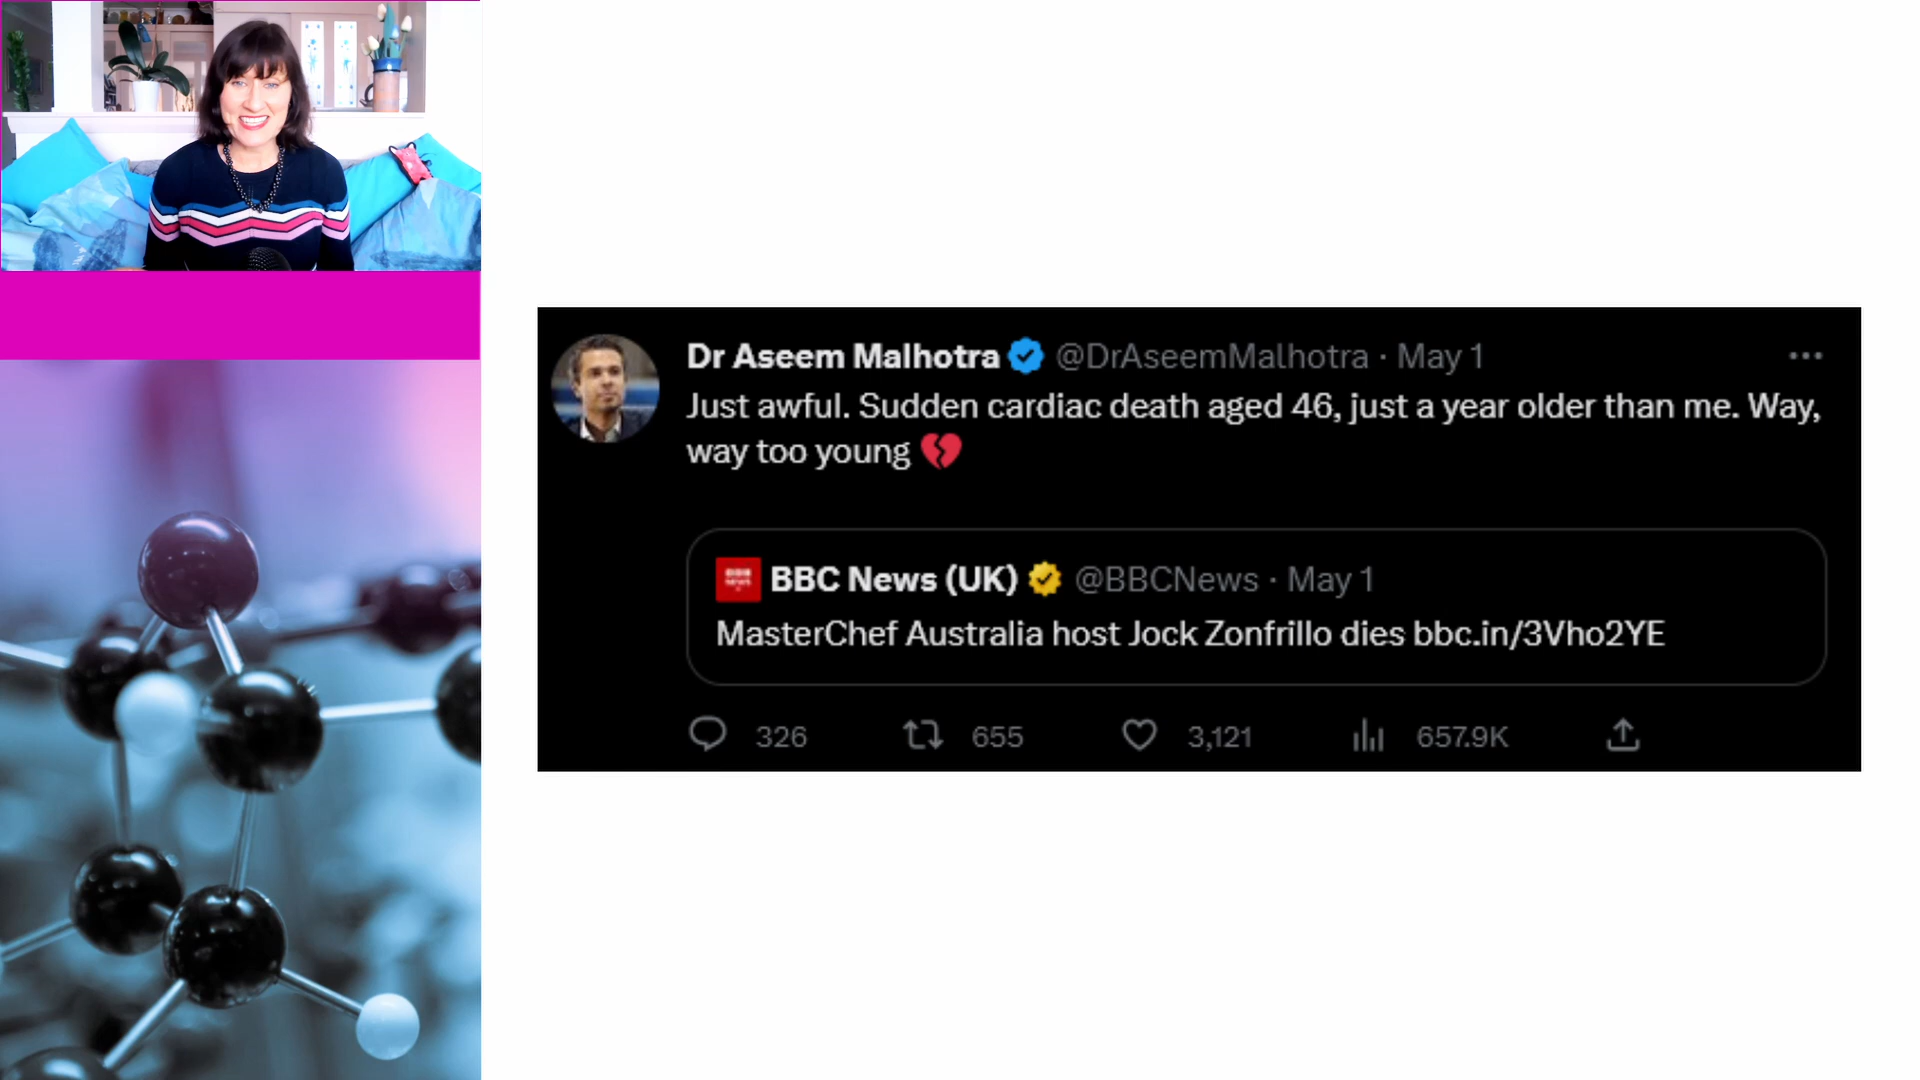 Dr Aseem Malhotra @DrAseemMalhotra · May 1
Just awful. Sudden cardiac death aged 46, just a year older than me. Way,
way too young 💔
BBC NEWS
BBC News (UK) @BBCNews · May 1
MasterChef Australia host Jock Zonfrillo dies bbc.in/3Vho2YE
326 655 3,121 657.9K